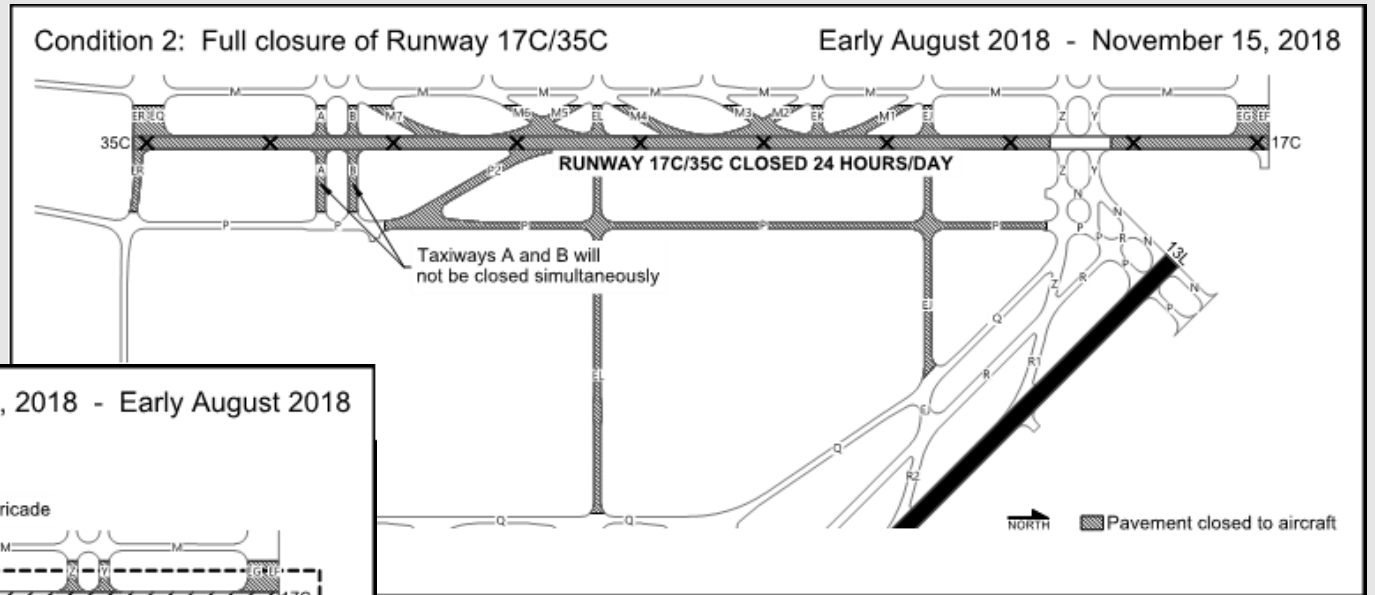 Condition 2: Full closure of Runway 17C/35C Early August 2018 - November 15, 2018
M M M M M M M
ER EQ A B M7 M6 M5 EL M4 M3 M2 EK M1 EJ Z Y EG EF
35C 17C
RUNWAY 17C/35C CLOSED 24 HOURS/DAY
ER A B P2 Z Y
N N
P P P P P P P R N
13L
Taxiways A and B will
not be closed simultaneously
P
Z R N
P
EJ Q
R1
EL R
EJ
Q
R2
Q Q
NORTH Pavement closed to aircraft
, 2018 - Early August 2018
ricade
M M
Z Y EG EF
17C